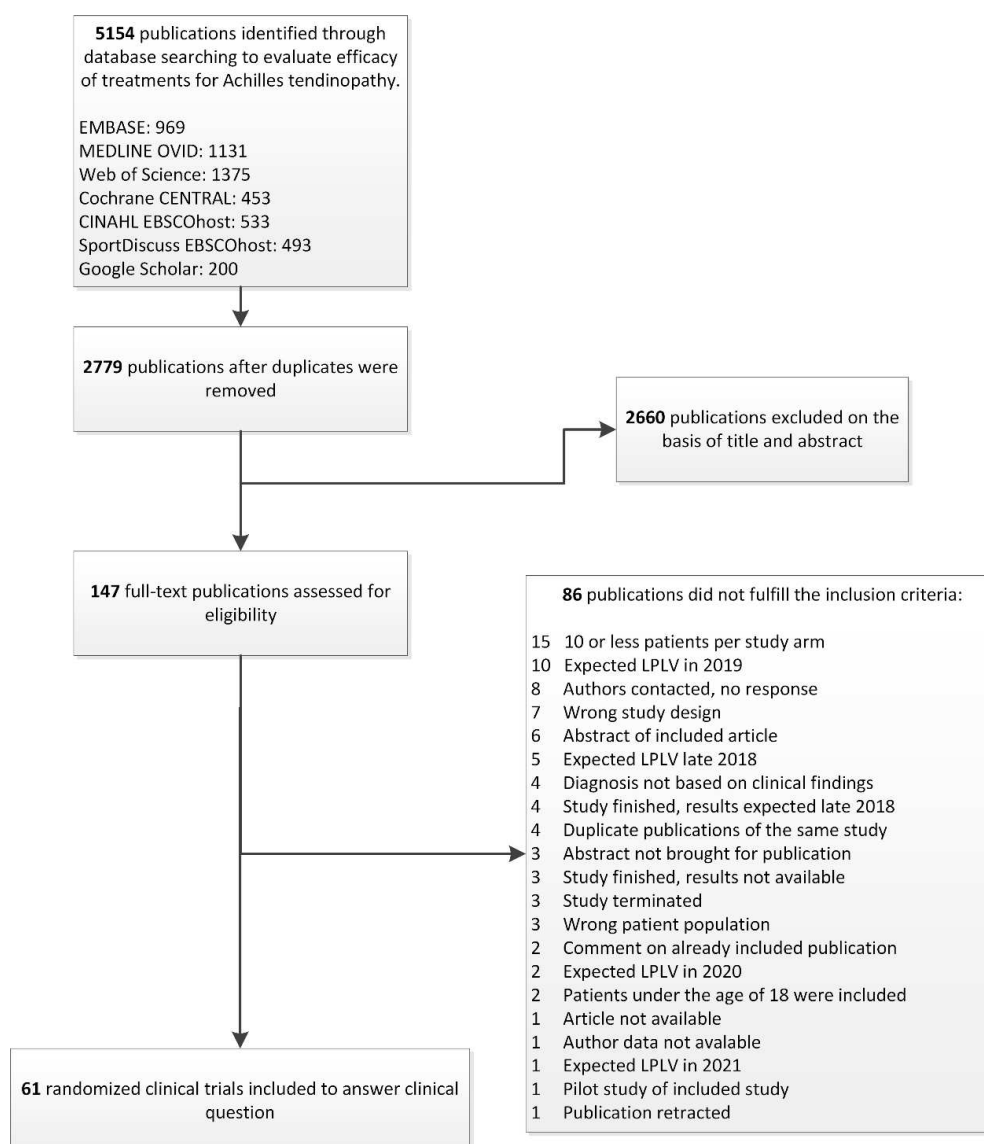 5154 publications identified through
database searching to evaluate efficacy
of treatments for Achilles tendinopathy.
EMBASE: 969
MEDLINE OVID: 1131
Web of Science: 1375
Cochrane CENTRAL: 453
CINAHL EBSCOhost: 533
SportDiscuss EBSCOhost: 493
Google Scholar: 200
2779 publications after duplicates were
removed
2660 publications excluded on the
basis of title and abstract
147 full-text publications assessed for
eligibility
86 publications did not fulfill the inclusion criteria:
15 10 or less patients per study arm
10 Expected LPLV in 2019
8 Authors contacted, no response
7 Wrong study design
6 Abstract of included article
5 Expected LPLV late 2018
4 Diagnosis not based on clinical findings
4 Study finished, results expected late 2018
4 Duplicate publications of the same study
3 Abstract not brought for publication
3 Study finished, results not available
3 Study terminated
3 Wrong patient population
2 Comment on already included publication
2 Expected LPLV in 2020
2 Patients under the age of 18 were included
1 Article not available
1 Author data not avalable
1 Expected LPLV in 2021
1 Pilot study of included study
1 Publication retracted
61 randomized clinical trials included to answer clinical
question